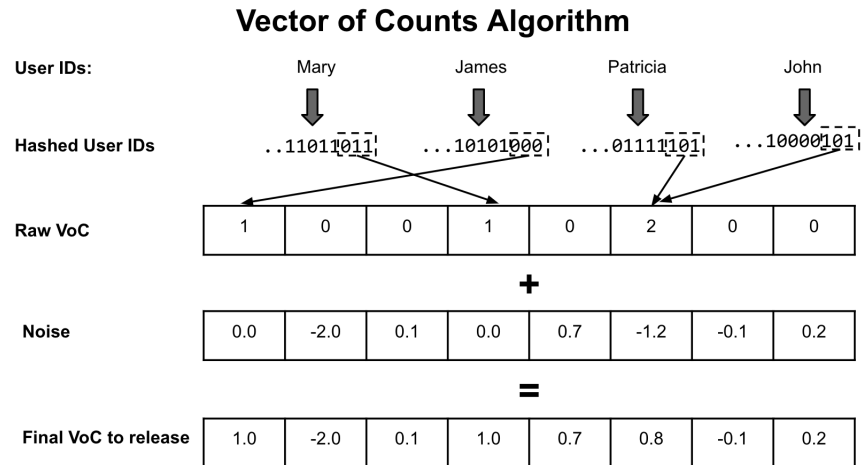 Vector of Counts Algorithm
User IDs: Mary James Patricia John
Hashed User IDs ..11011011 ...10101000 ...01111101 ...10000101
Raw VoC 1 0 0 1 0 2 0 0
+
Noise 0.0 -2.0 0.1 0.0 0.7 -1.2 -0.1 0.2
=
Final VoC to release 1.0 -2.0 0.1 1.0 0.7 0.8 -0.1 0.2